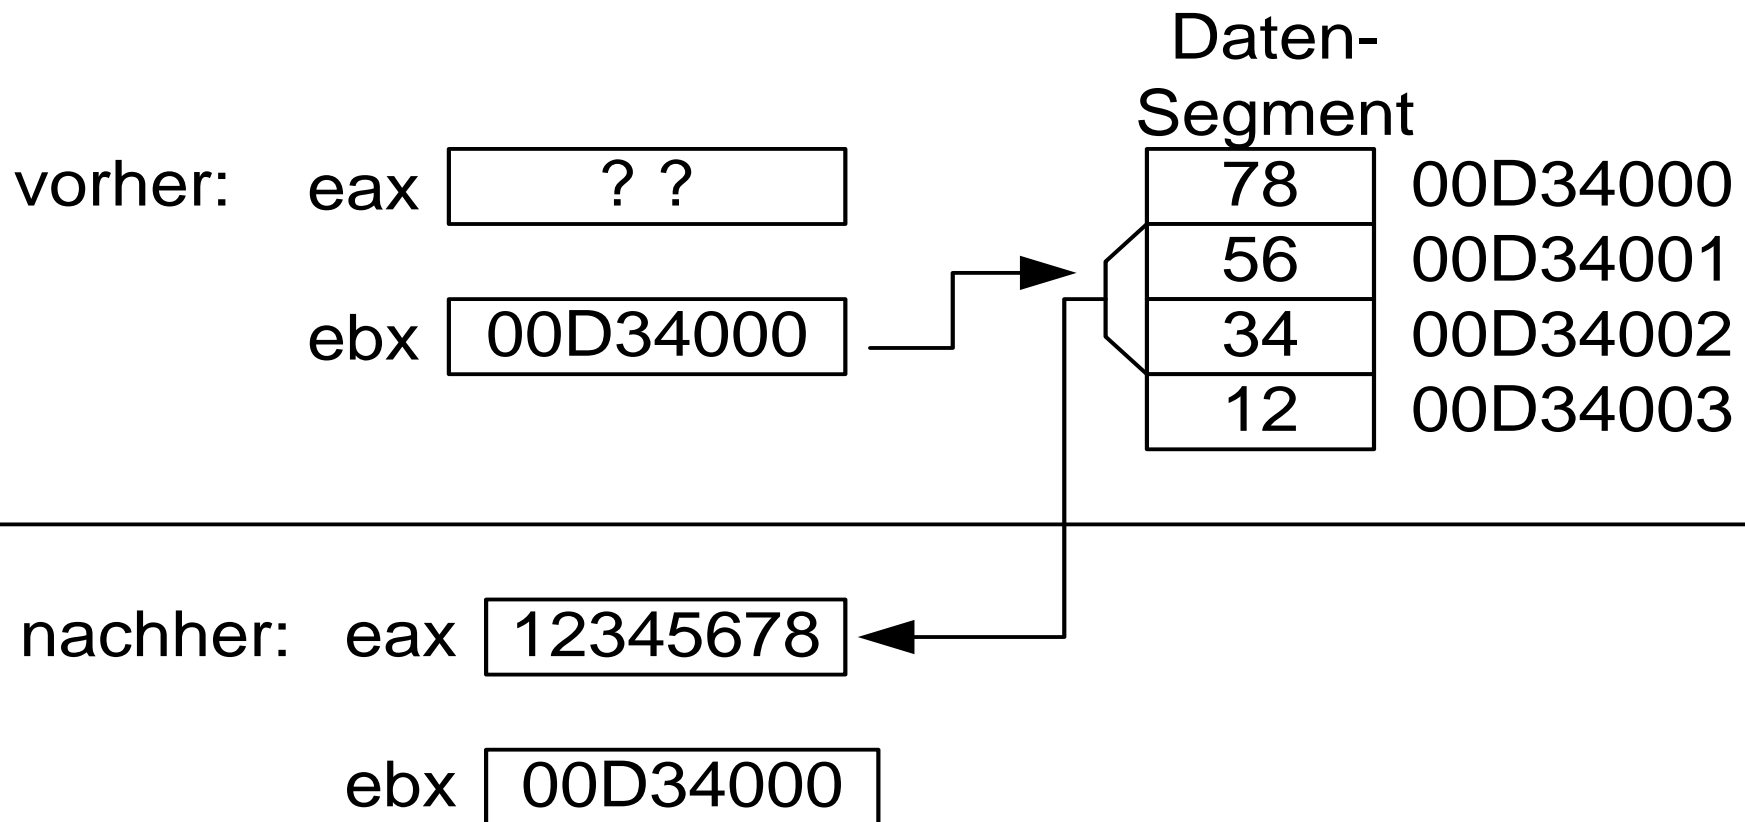 Daten-
Segment
vorher: eax ? ? 78 00D34000
56 00D34001
ebx 00D34000 34 00D34002
12 00D34003
nachher: eax 12345678
ebx 00D34000